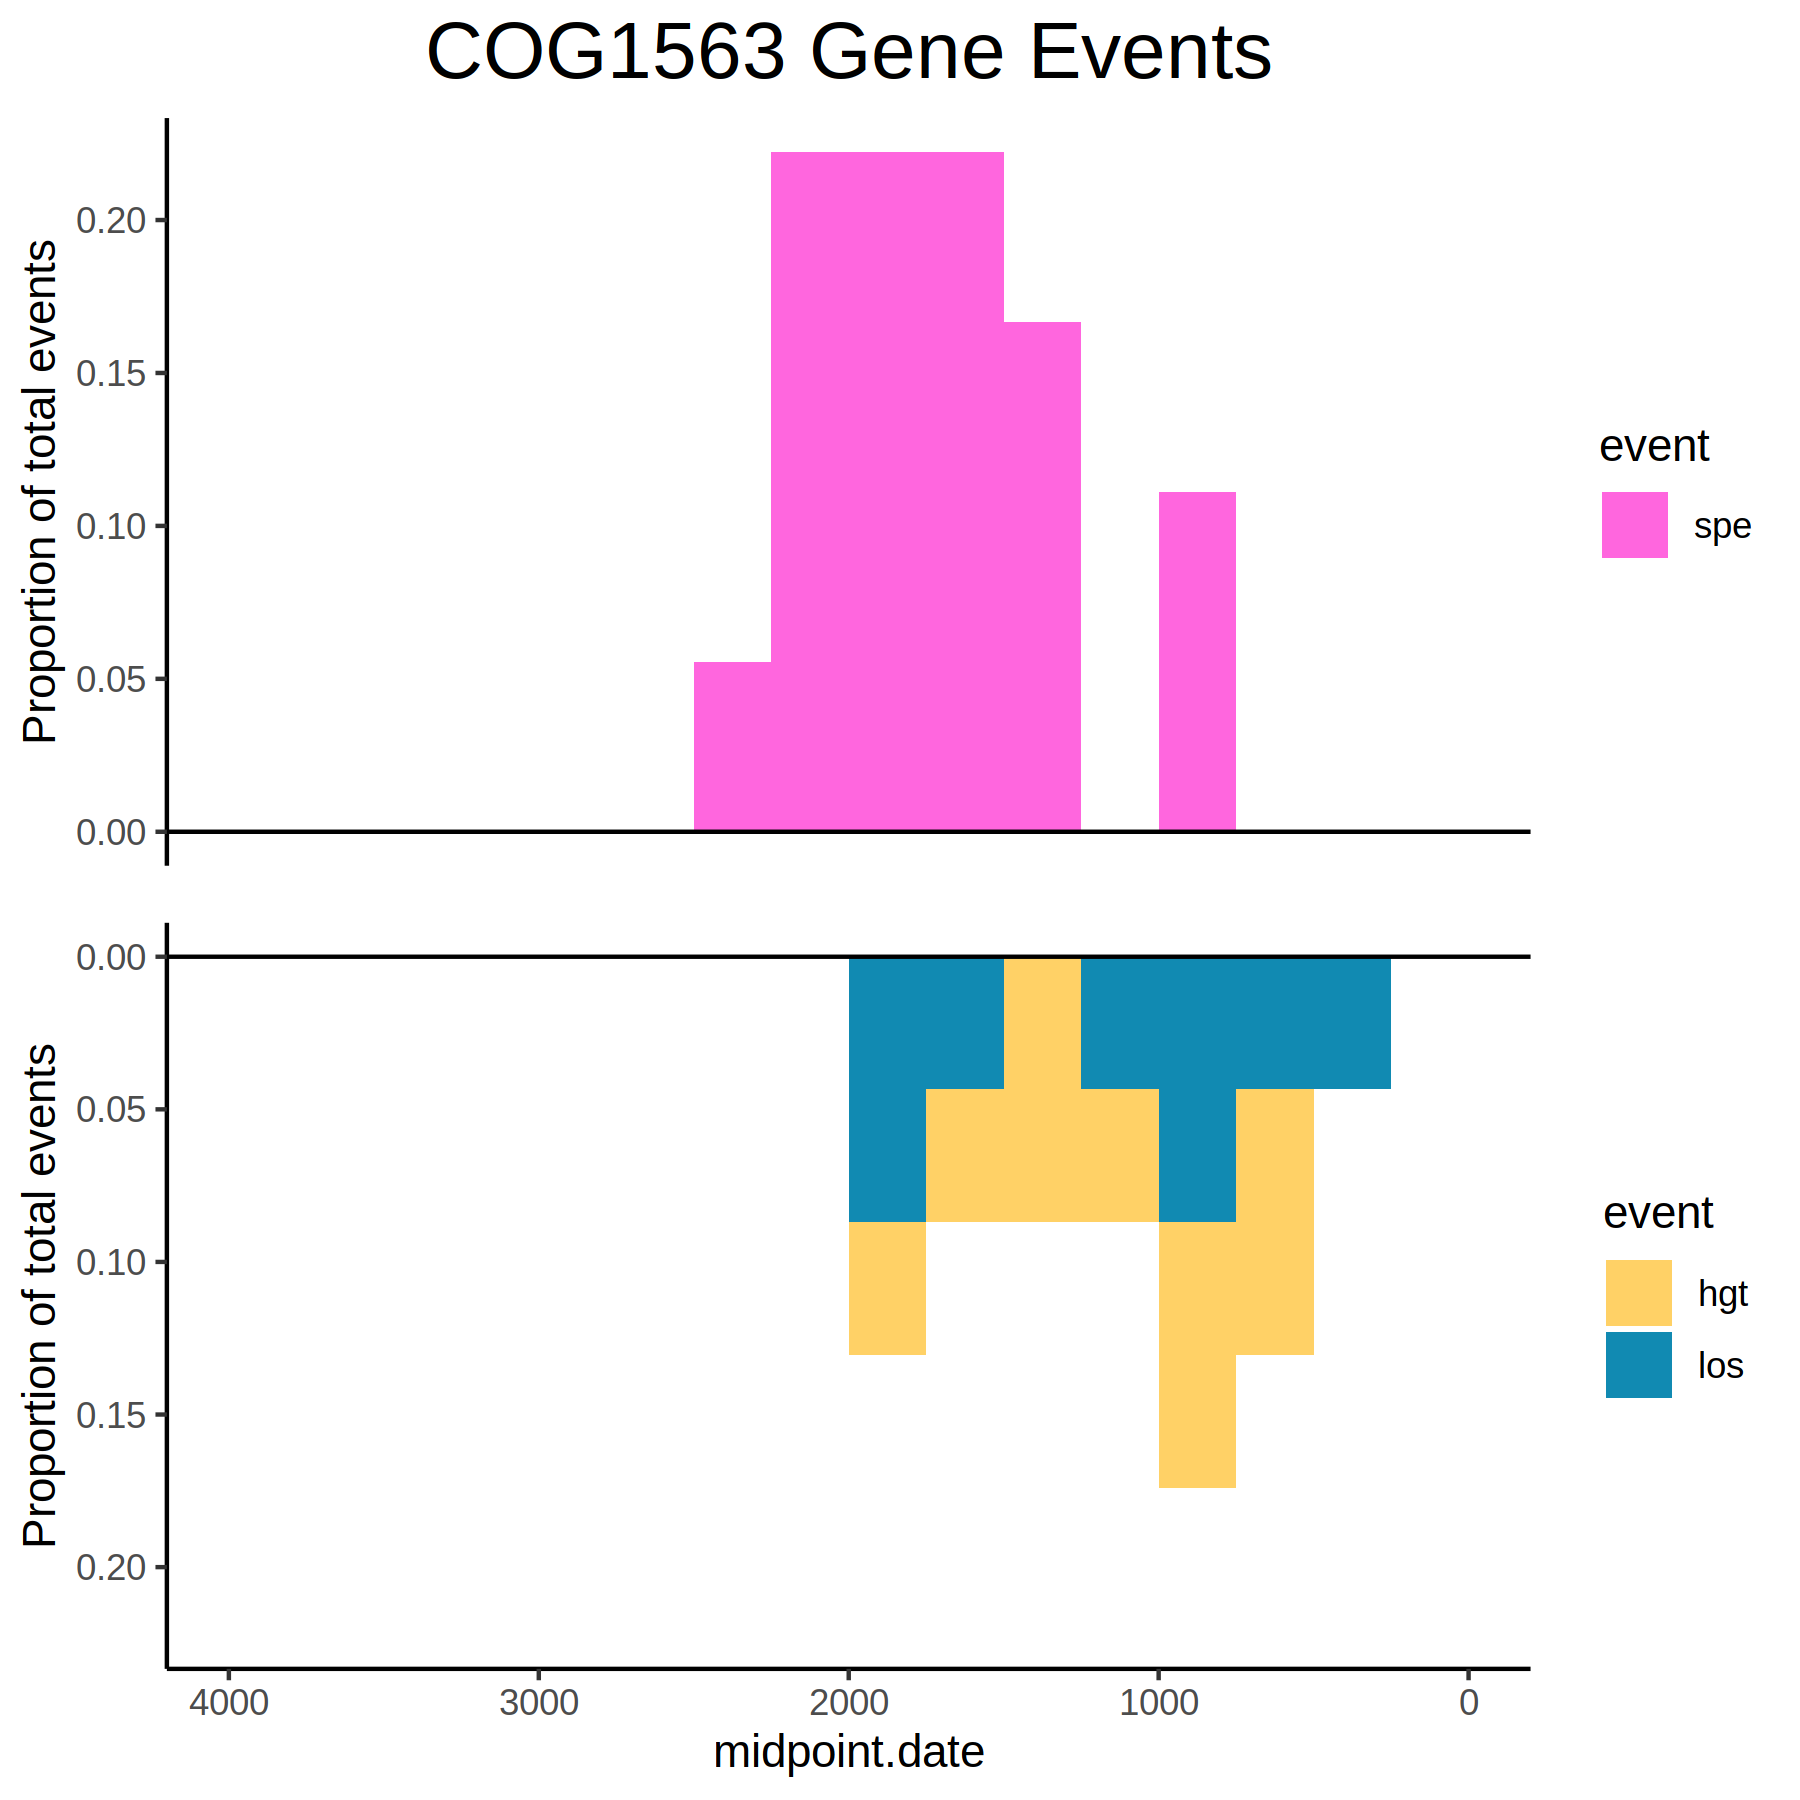 COG1563 Gene Events
Proportion of total events
0.20
0.15
0.10
0.05
0.00
event
spe
Proportion of total events
0.00
0.05
0.10
0.15
0.20
event
hgt
los
4000 3000 2000 1000 0
midpoint.date